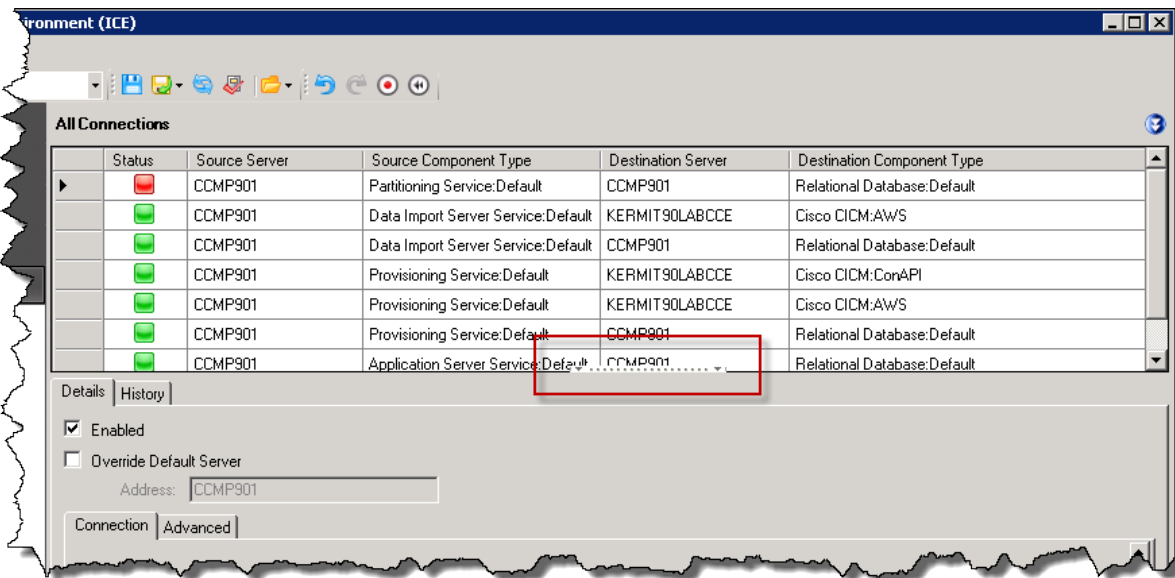 ironment (ICE)
All Connections
Status Source Server Source Component Type Destination Server Destination Component Type
CCMP901 Partitioning Service:Default CCMP901 Relational Database:Default
CCMP901 Data Import Server Service:Default KERMIT90LABCCE Cisco CICM:AWS
CCMP901 Data Import Server Service:Default CCMP901 Relational Database:Default
CCMP901 Provisioning Service:Default KERMIT90LABCCE Cisco CICM:ConAPI
CCMP901 Provisioning Service:Default KERMIT90LABCCE Cisco CICM:AWS
CCMP901 Provisioning Service:Default CCMP901 Relational Database:Default
CCMP901 Application Server Service:Default CCMP901 Relational Database:Default
Details History
Enabled
Override Default Server
Address: CCMP901
Connection Advanced